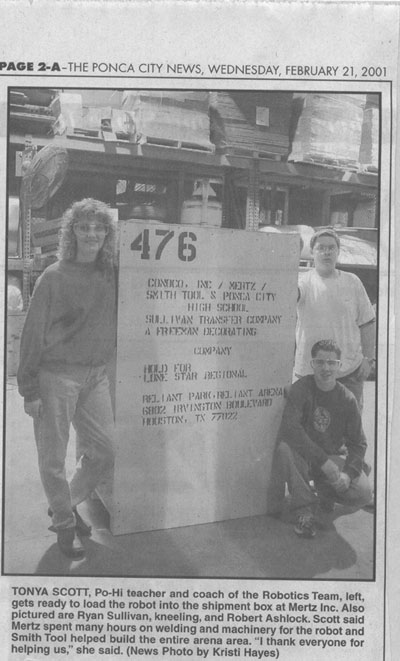 PAGE 2-A–THE PONCA CITY NEWS, WEDNESDAY, FEBRUARY 21, 2001
476
CONOCO, INC / MERTZ /
SMITH TOOL & PONCA CITY
HIGH SCHOOL
SULLIVAN TRANSFER COMPANY
A FREEMAN DECORATING
COMPANY
HOLD FOR
LONE STAR REGIONAL
RELIANT PARK, RELIANT ARENA
6802 IRVINGTON BOULEVARD
HOUSTON, TX 77022
TONYA SCOTT, Po-Hi teacher and coach of the Robotics Team, left,
gets ready to load the robot into the shipment box at Mertz Inc. Also
pictured are Ryan Sullivan, kneeling, and Robert Ashlock. Scott said
Mertz spent many hours on welding and machinery for the robot and
Smith Tool helped build the entire arena area. “I thank everyone for
helping us,” she said. (News Photo by Kristi Hayes)